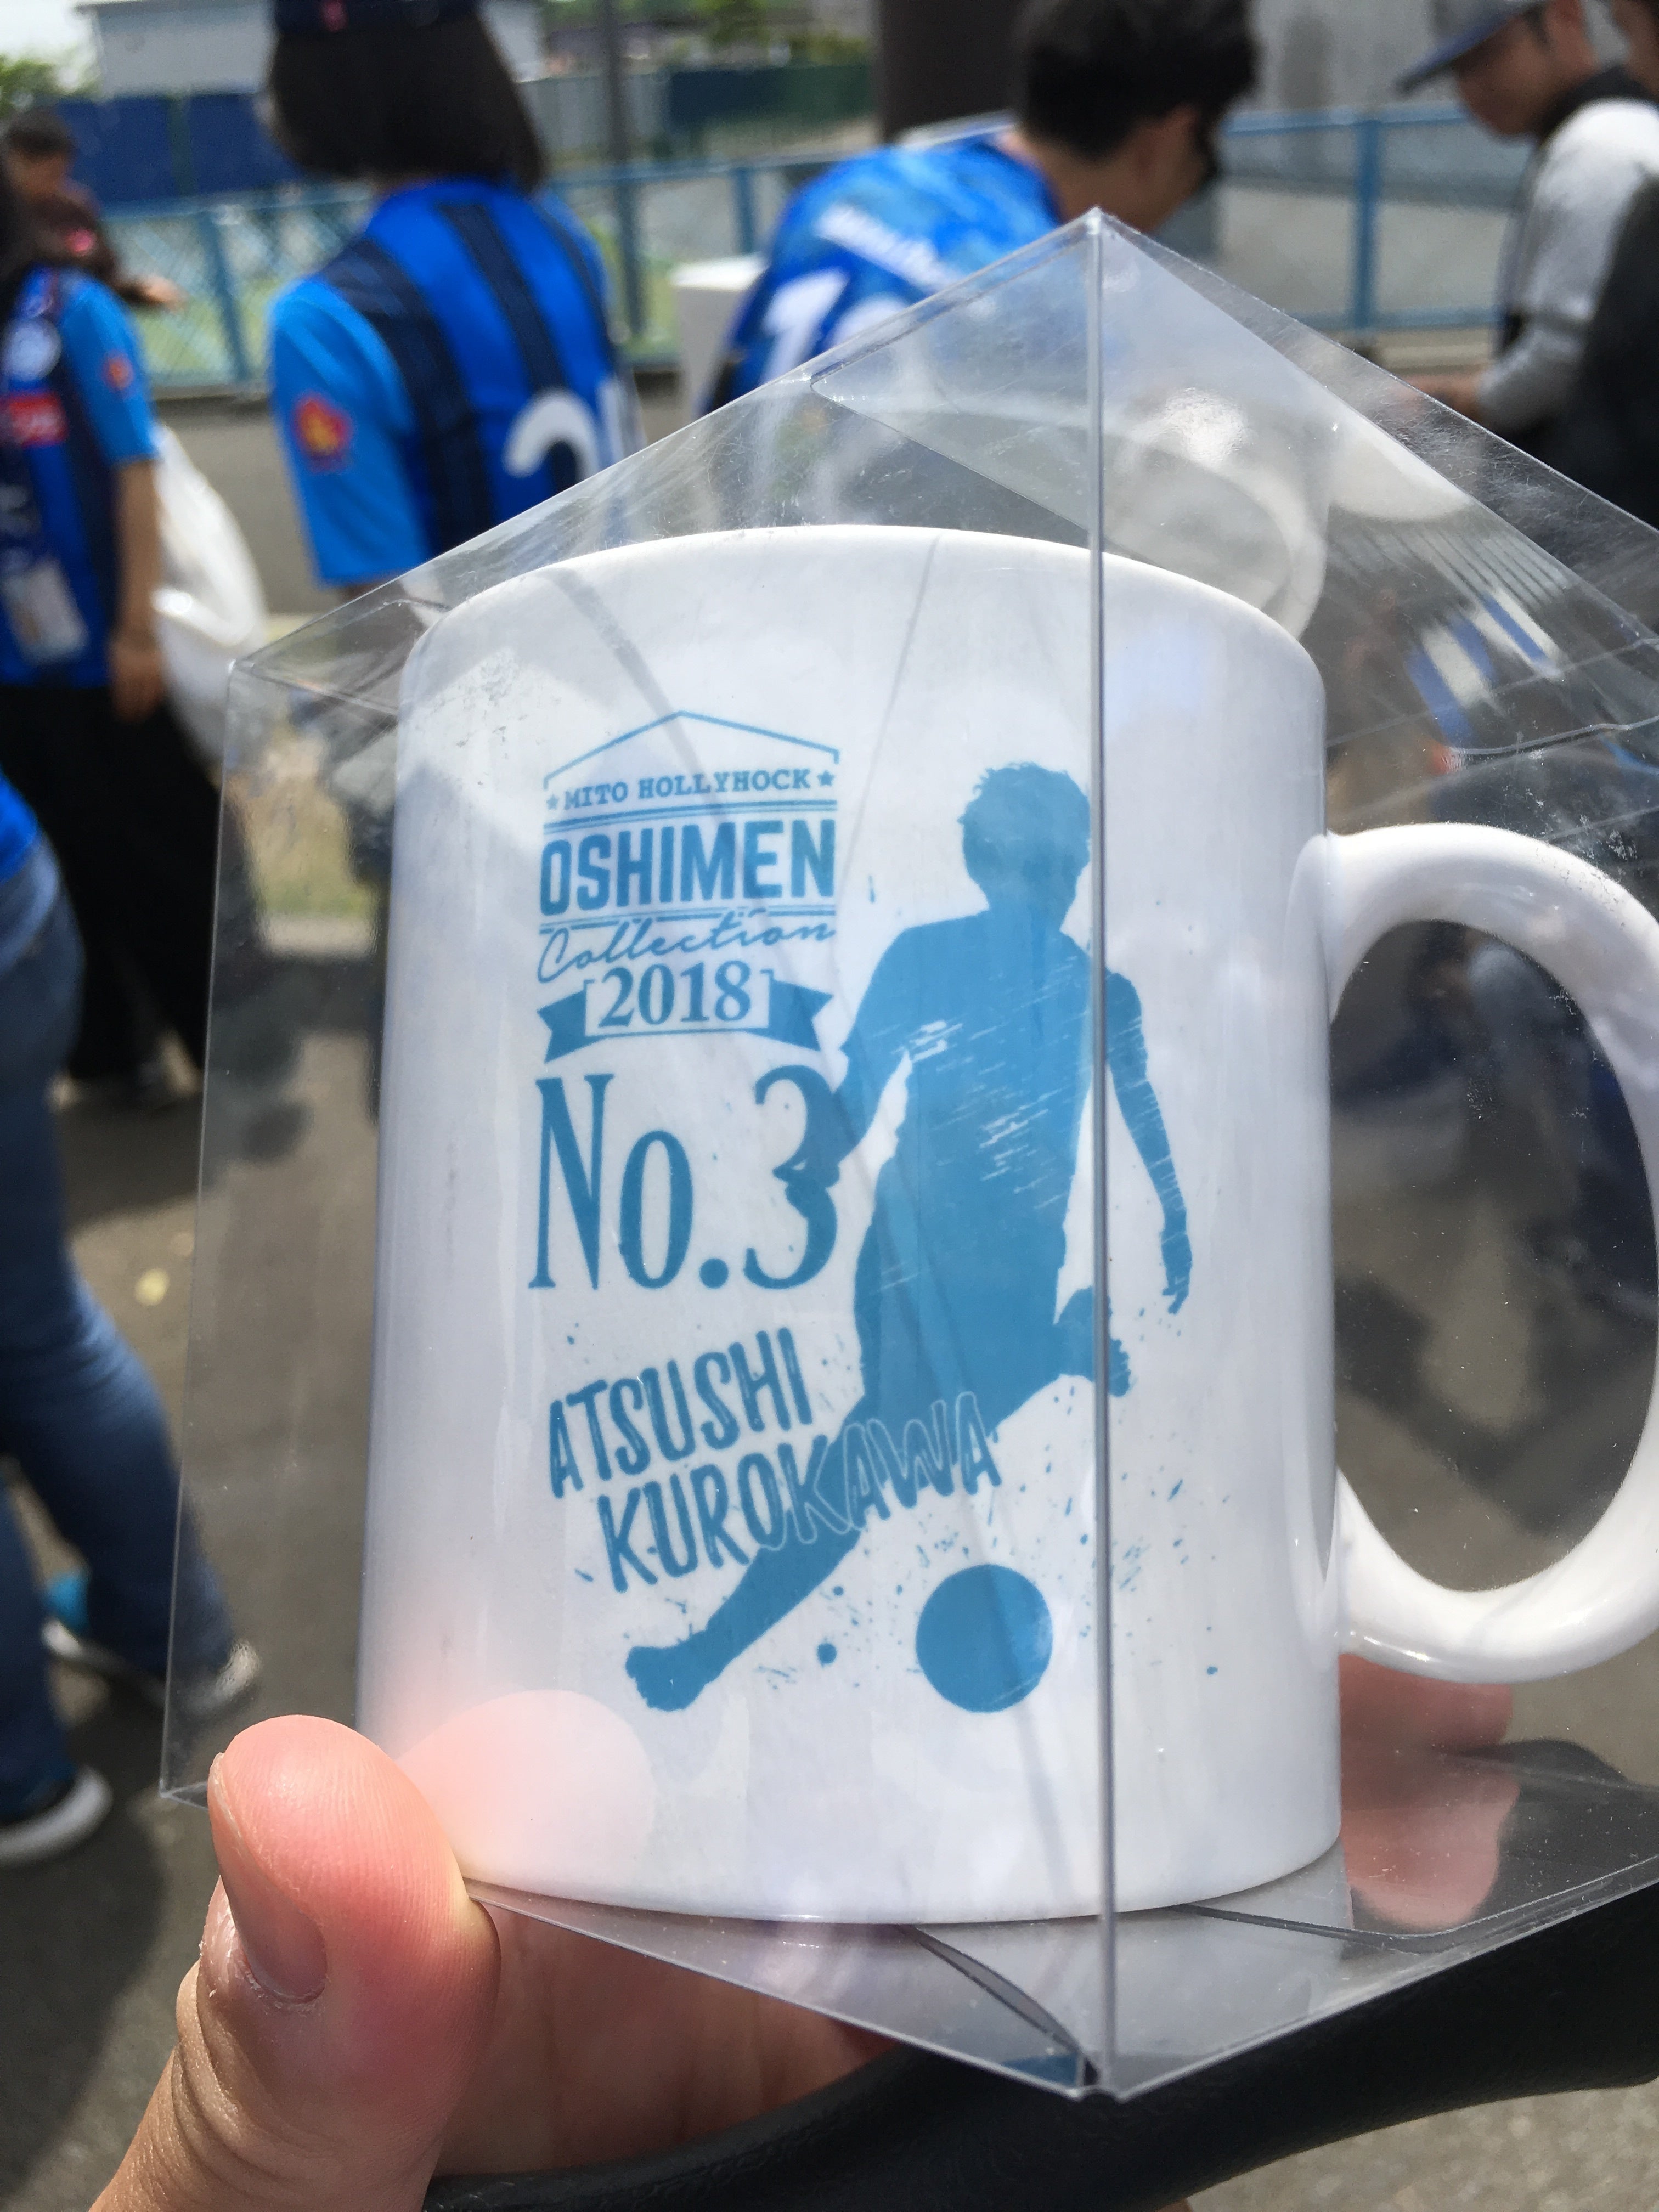 MITO HOLLYHOCK
OSHIMEN
Collection
2018
No.3
ATSUSHI
KUROKAWA